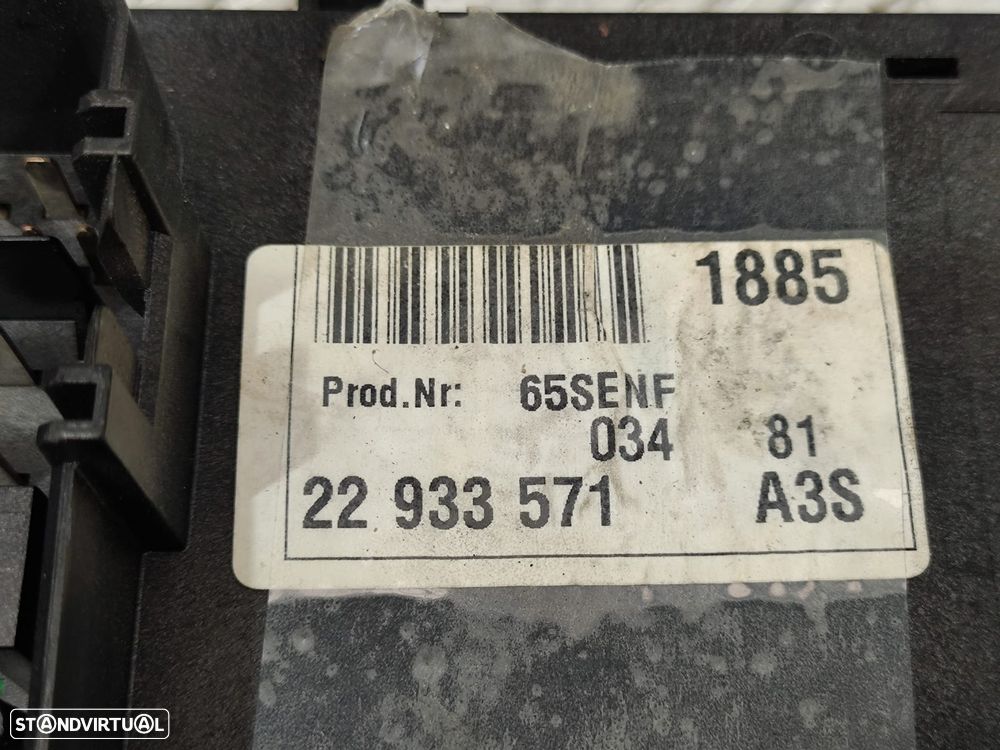 1885
Prod.Nr: 65SENF
034 81
22 933 571 A3S
STANDVIRTUAL